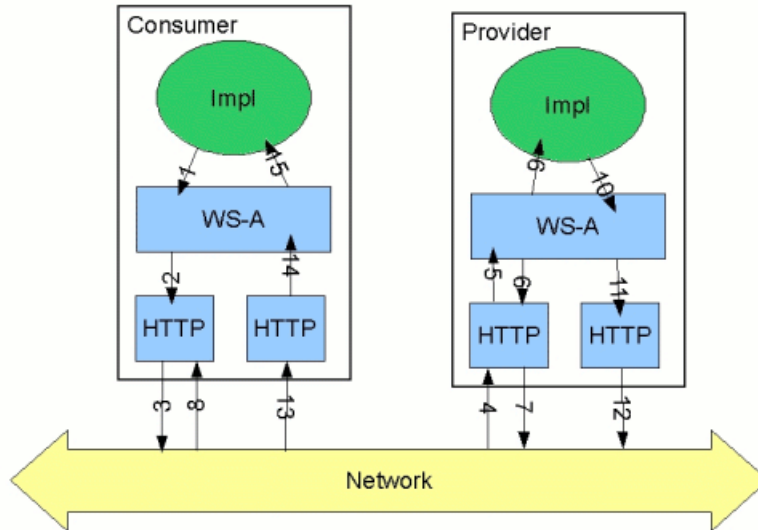 Consumer
Provider
Impl
Impl
1
15
9
10
WS-A
WS-A
2
14
5
6
11
HTTP
HTTP
HTTP
HTTP
3
8
13
4
7
12
Network